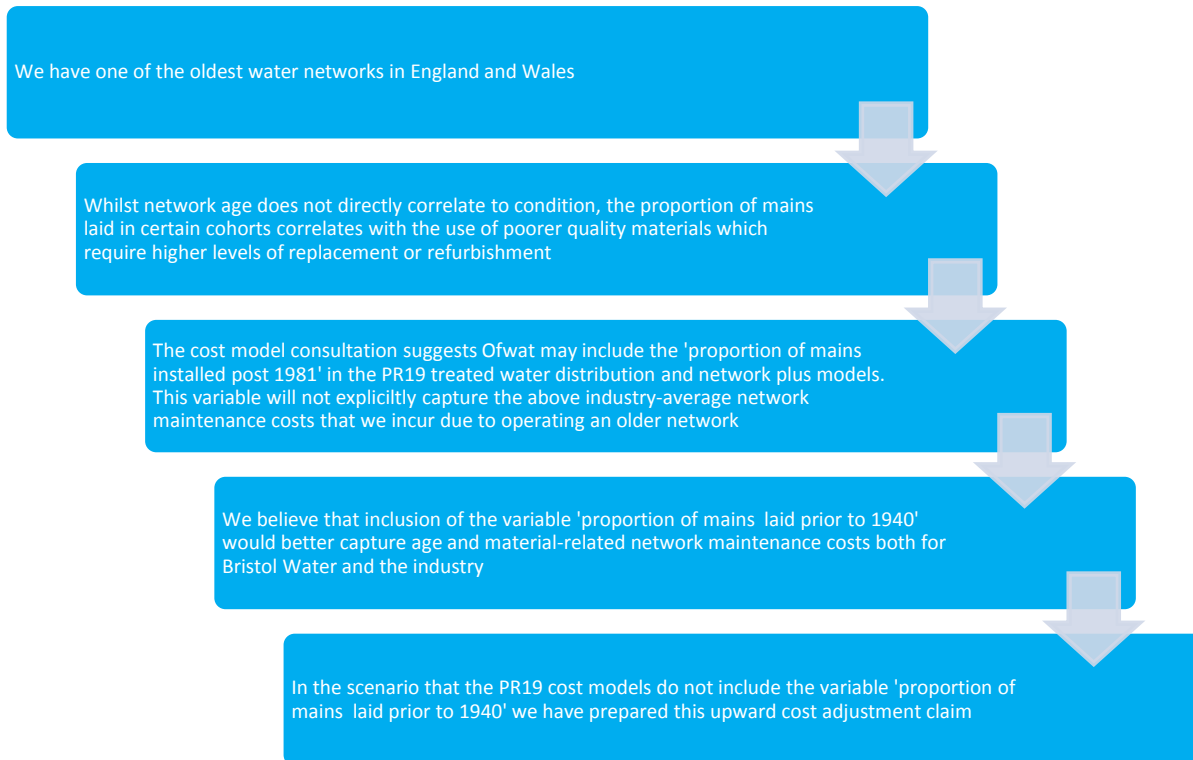 We have one of the oldest water networks in England and Wales
Whilst network age does not directly correlate to condition, the proportion of mains
laid in certain cohorts correlates with the use of poorer quality materials which
require higher levels of replacement or refurbishment
The cost model consultation suggests Ofwat may include the 'proportion of mains
installed post 1981' in the PR19 treated water distribution and network plus models.
This variable will not expliciltly capture the above industry-average network
maintenance costs that we incur due to operating an older network
We believe that inclusion of the variable 'proportion of mains  laid prior to 1940'
would better capture age and material-related network maintenance costs both for
Bristol Water and the industry
In the scenario that the PR19 cost models do not include the variable 'proportion of
mains  laid prior to 1940' we have prepared this upward cost adjustment claim